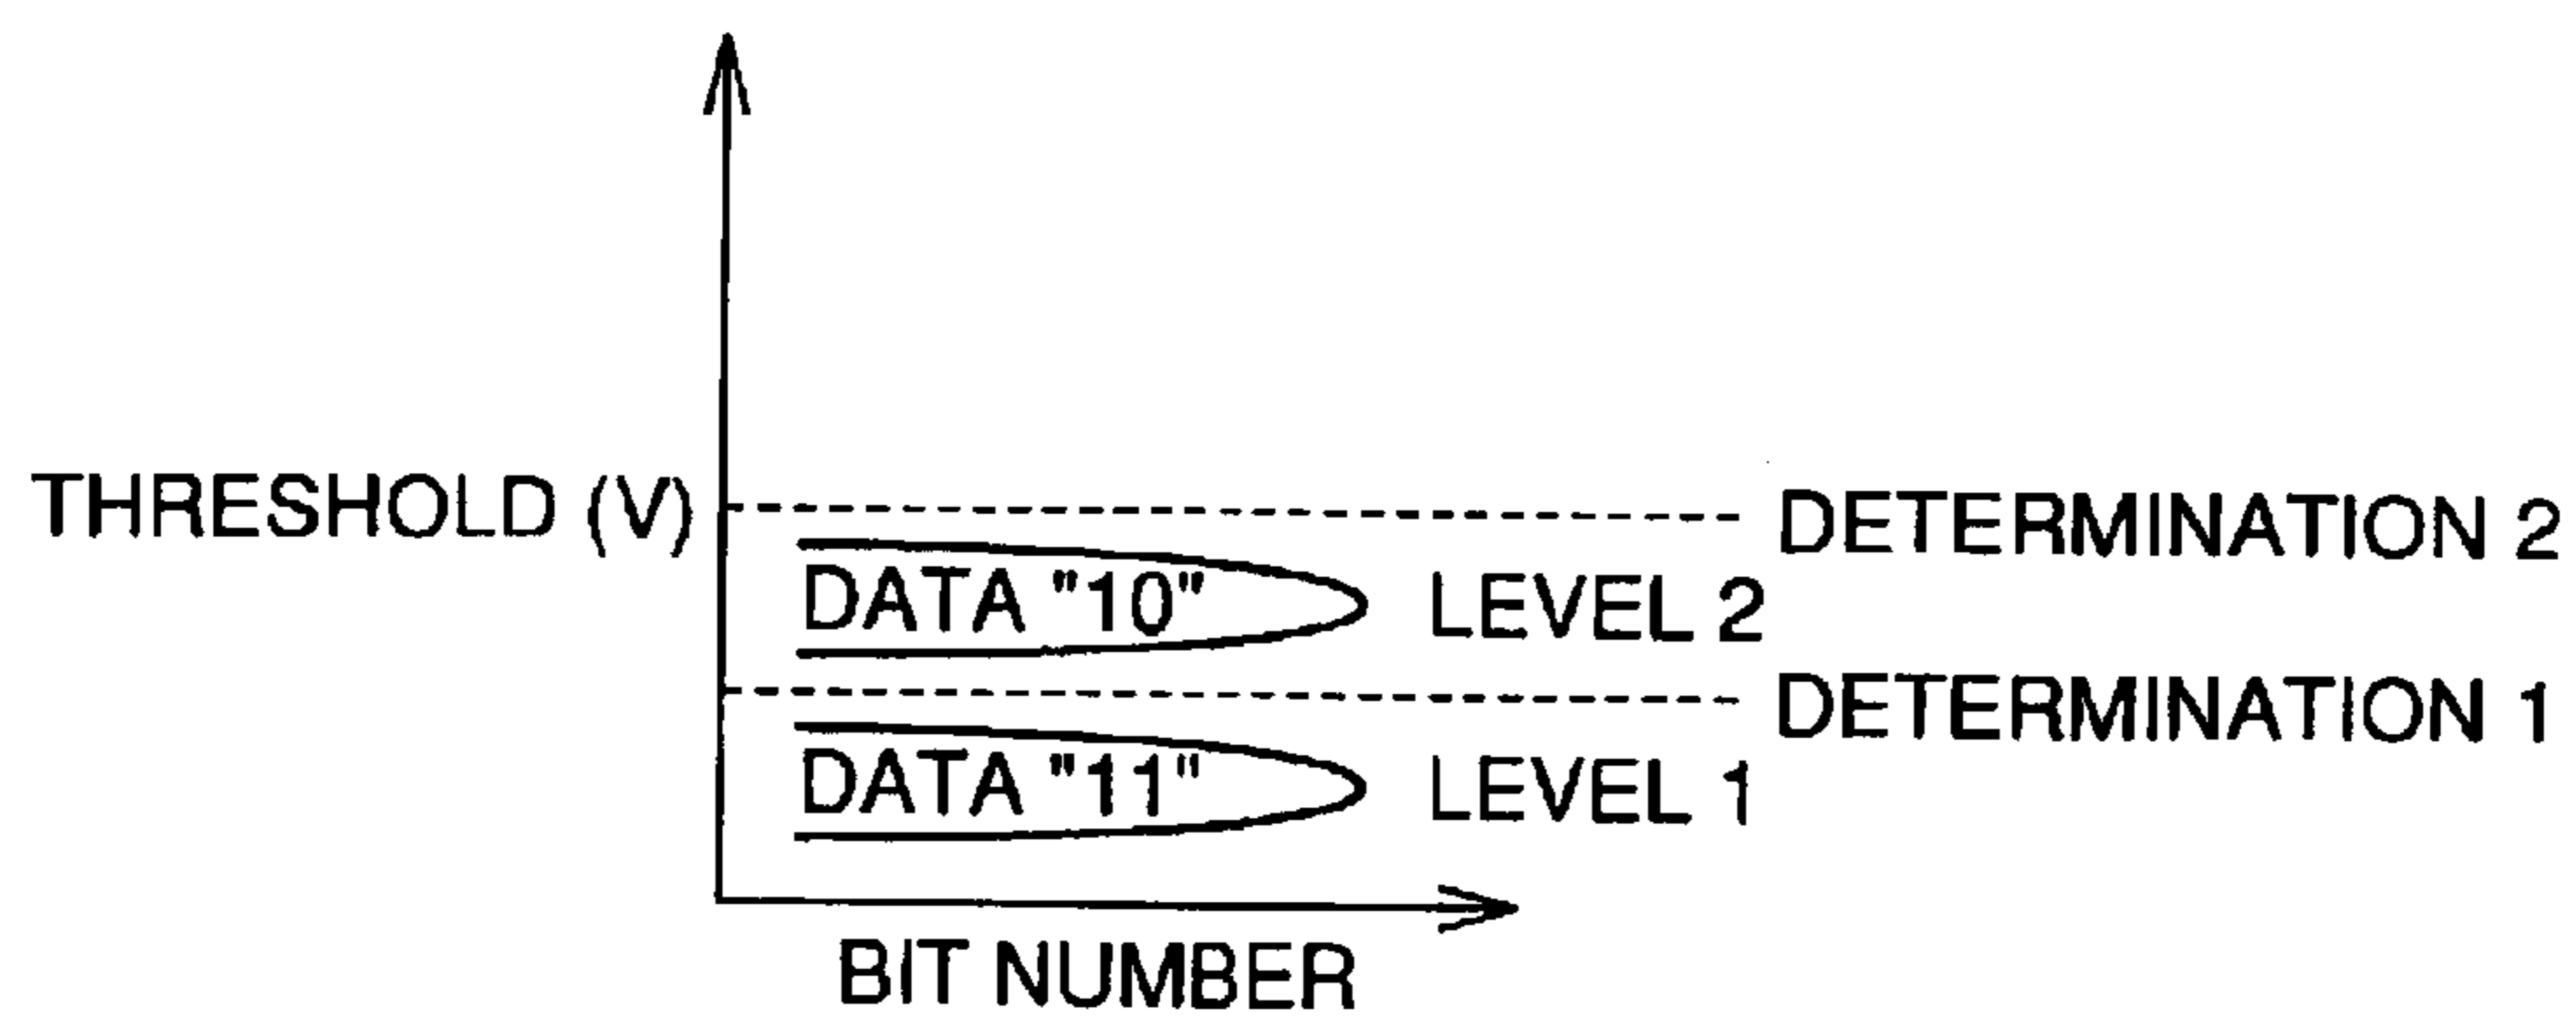 THRESHOLD (V)
DETERMINATION 2
DATA "10"
LEVEL 2
DETERMINATION 1
DATA "11"
LEVEL 1
BIT NUMBER